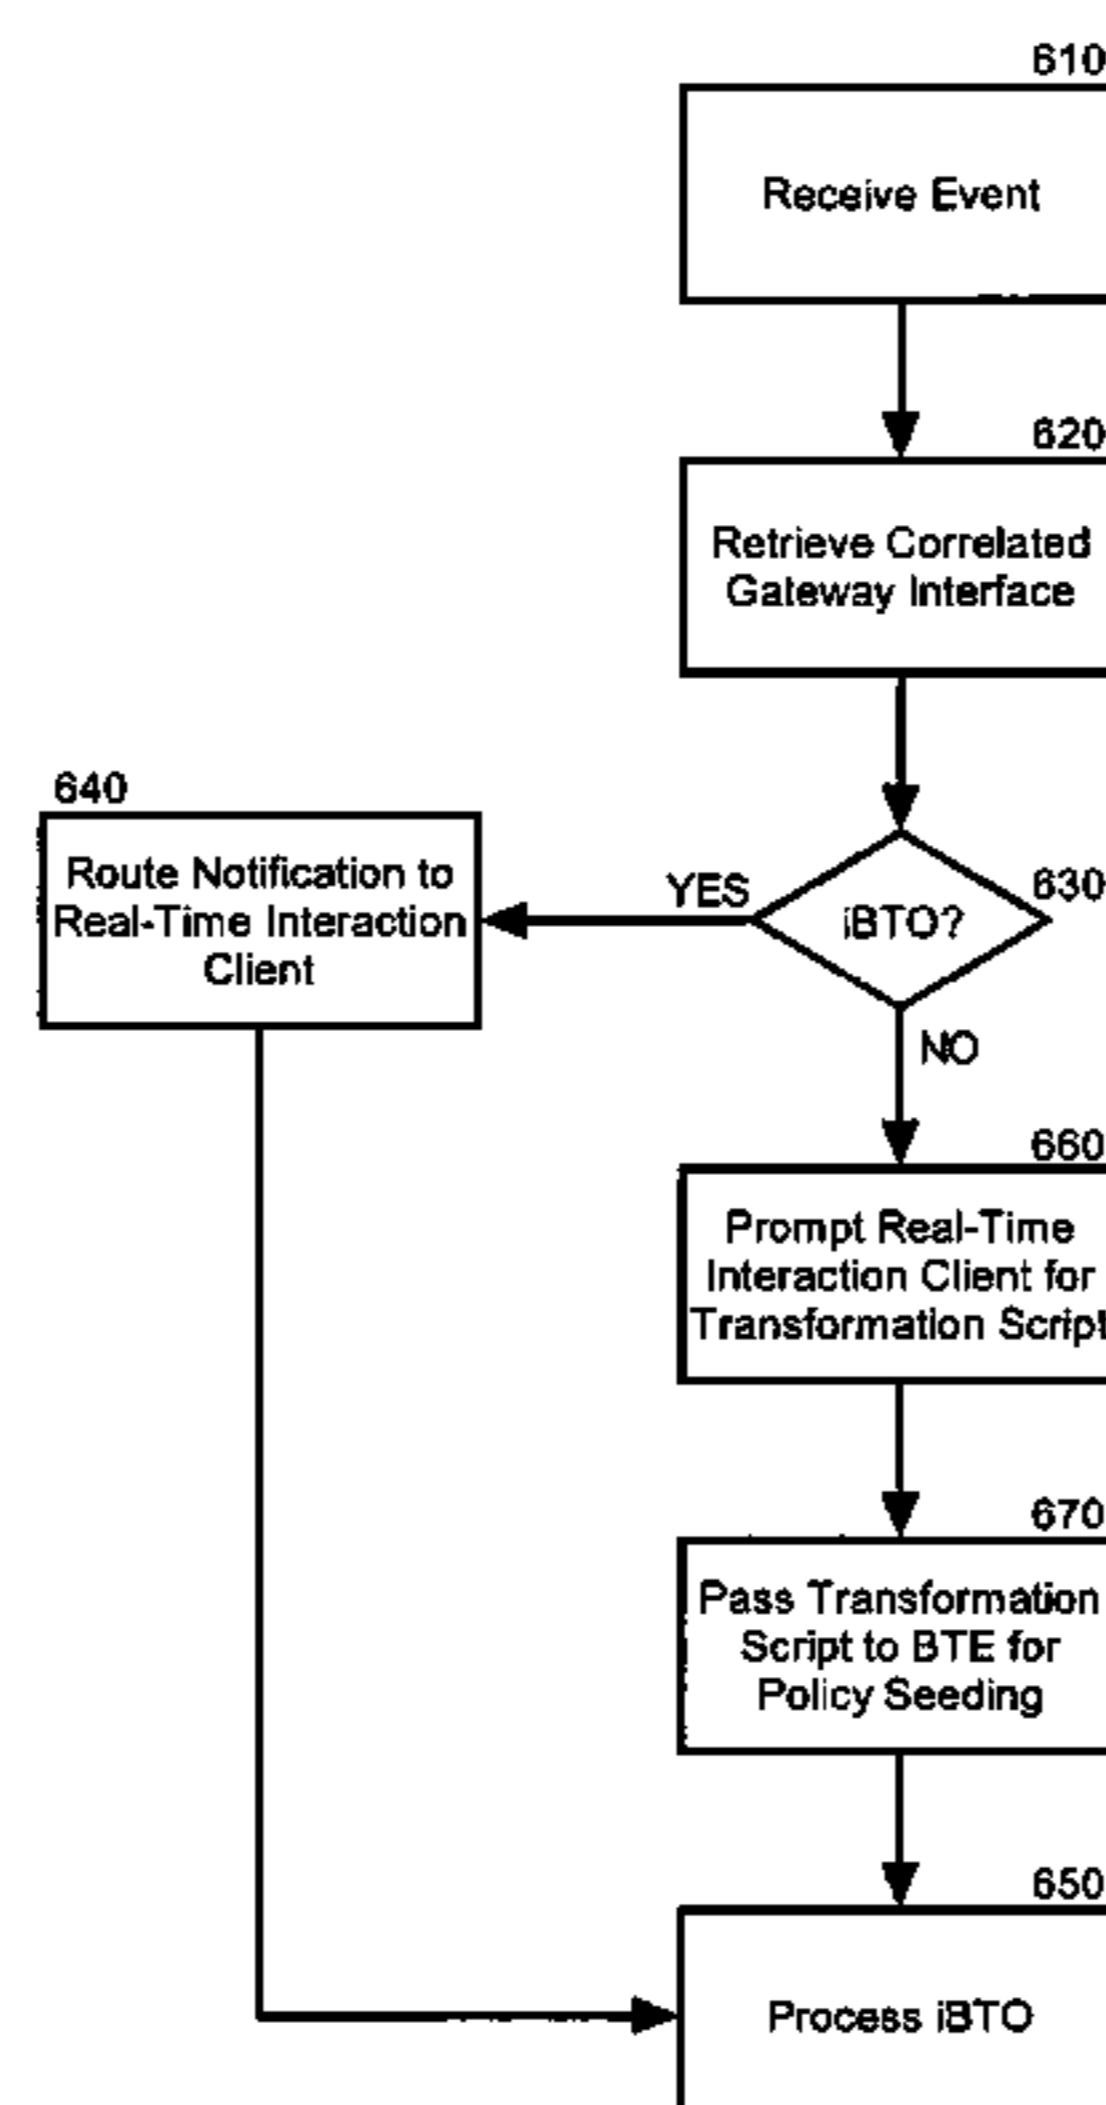 610
Receive Event
620
Retrieve Correlated
Gateway Interface
640
Route Notification to
Real-Time Interaction
Client
YES
iBTO?
630
NO
660
Prompt Real-Time
Interaction Client for
Transformation Script
670
Pass Transformation
Script to BTE for
Policy Seeding
650
Process iBTO